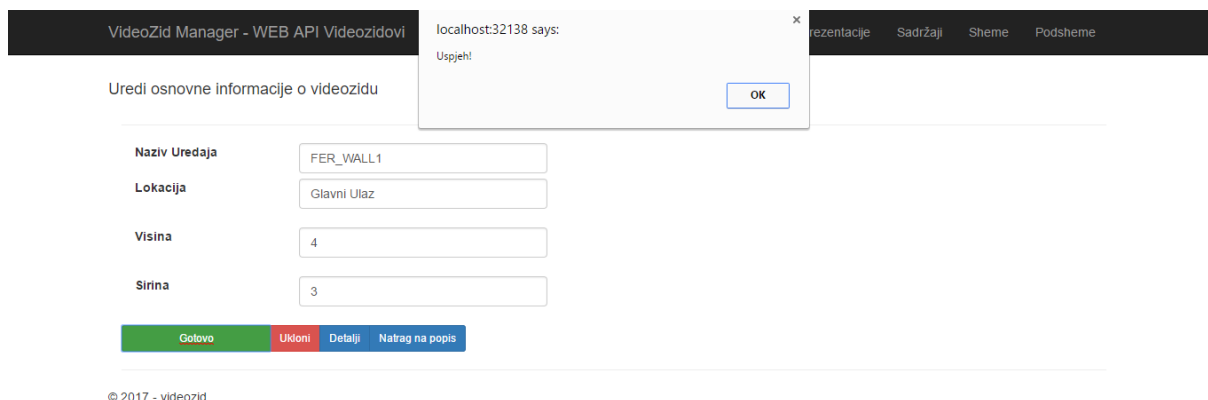 VideoZid Manager - WEB API Videozidovi
rezentacije Sadržaji Sheme Podsheme
localhost:32138 says:
×
Uspjeh!
OK
Uredi osnovne informacije o videozidu
Naziv Uredaja
FER_WALL1
Lokacija
Glavni Ulaz
Visina
4
Sirina
3
Gotovo Ukloni Detalji Natrag na popis
© 2017 - videozid